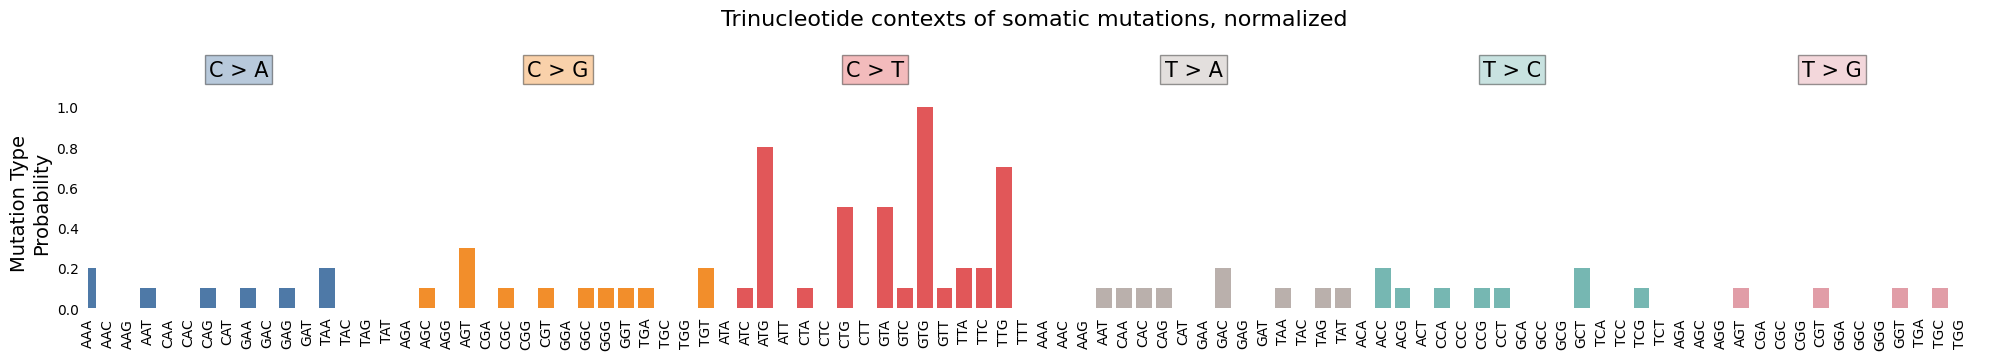 Trinucleotide contexts of somatic mutations, normalized
C > A
C > G
C > T
T > A
T > C
T > G
Mutation Type
Probability
1.0
0.8
0.6
0.4
0.2
0.0
AAA
AAC
AAG
AAT
CAA
CAC
CAG
CAT
GAA
GAC
GAG
GAT
TAA
TAC
TAG
TAT
AGA
AGC
AGG
AGT
CGA
CGC
CGG
CGT
GGA
GGC
GGG
GGT
TGA
TGC
TGG
TGT
ATA
ATC
ATG
ATT
CTA
CTC
CTG
CTT
GTA
GTC
GTG
GTT
TTA
TTC
TTG
TTT
AAA
AAC
AAG
AAT
CAA
CAC
CAG
CAT
GAA
GAC
GAG
GAT
TAA
TAC
TAG
TAT
ACA
ACC
ACG
ACT
CCA
CCC
CCG
CCT
GCA
GCC
GCG
GCT
TCA
TCC
TCG
TCT
AGA
AGC
AGG
AGT
CGA
CGC
CGG
CGT
GGA
GGC
GGG
GGT
TGA
TGC
TGG